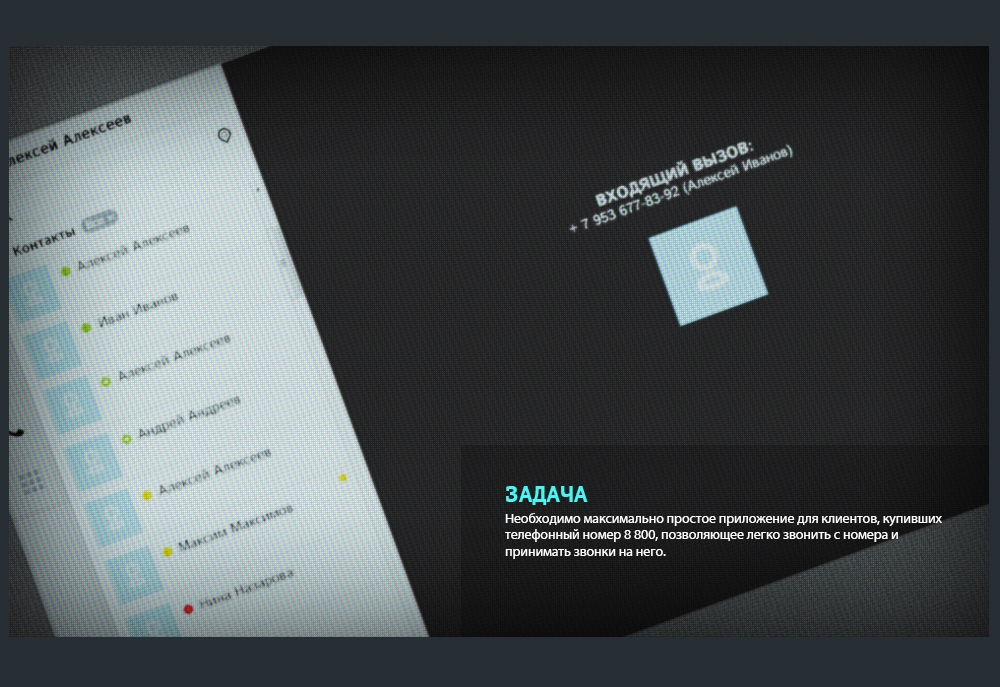 лексей Алексеев
Контакты
Алексей Алексеев
Иван Иванов
Алексей Алексеев
Андрей Андреев
Алексей Алексеев
Максим Максимов
Нина Назарова
ВХОДЯЩИЙ ВЫЗОВ:
+ 7 953 677-83-92 (Алексей Иванов)
ЗАДАЧА
Необходимо максимально простое приложение для клиентов, купивших
телефонный номер 8 800, позволяющее легко звонить с номера и
принимать звонки на него.